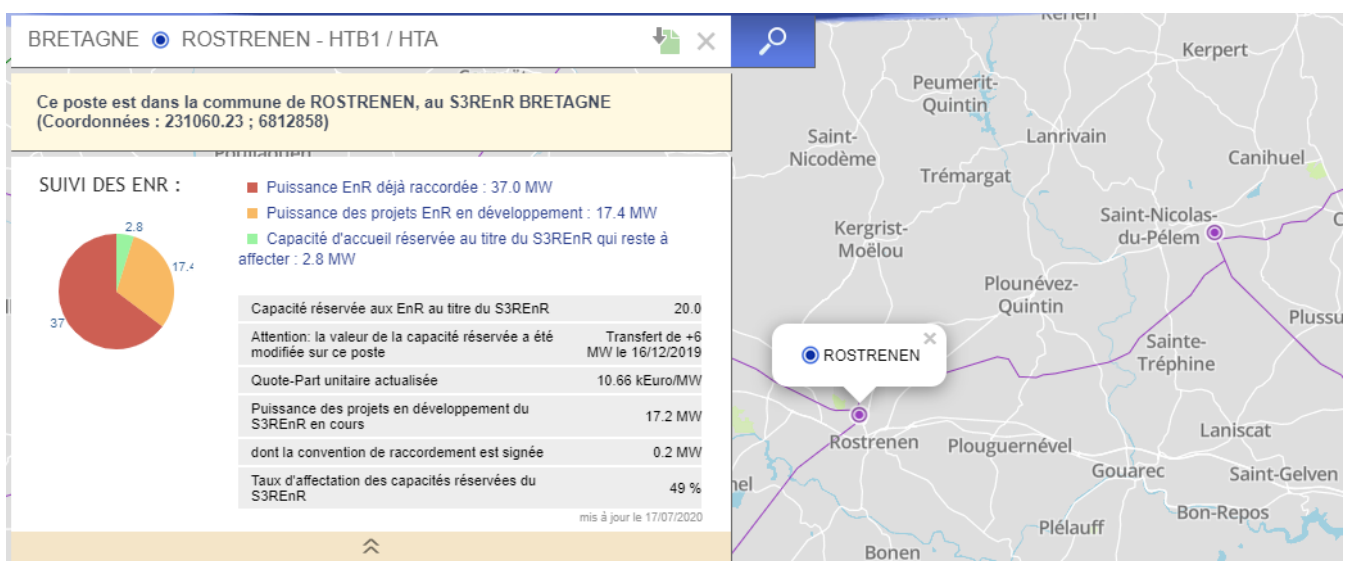 BRETAGNE ROSTRENEN - HTB1 / HTA
Ce poste est dans la commune de ROSTRENEN, au S3REnR BRETAGNE
(Coordonnées : 231060.23 ; 6812858)
SUIVI DES ENR :
Puissance EnR déjà raccordée : 37.0 MW
Puissance des projets EnR en développement : 17.4 MW
Capacité d'accueil réservée au titre du S3REnR qui reste à
affecter : 2.8 MW
2.8
17.4
37
Capacité réservée aux EnR au titre du S3REnR 20.0
Attention: la valeur de la capacité réservée a été
modifiée sur ce poste
Transfert de +6
MW le 16/12/2019
Quote-Part unitaire actualisée 10.66 kEuro/MW
Puissance des projets en développement du
S3REnR en cours
17.2 MW
dont la convention de raccordement est signée 0.2 MW
Taux d'affectation des capacités réservées du
S3REnR
49 %
mis à jour le 17/07/2020
Kerpert
Peumerit-
Quintin
Saint-
Nicodème
Lanrivain
Canihuel
Trémargat
Saint-Nicolas-
du-Pélem
Kergrist-
Moëlou
Plounévez-
Quintin
Plussu
Sainte-
Tréphine
ROSTRENEN
Rostrenen
Plouguernével
Laniscat
Gouarec
Saint-Gelven
Bon-Repos
Plélauff
Bonen